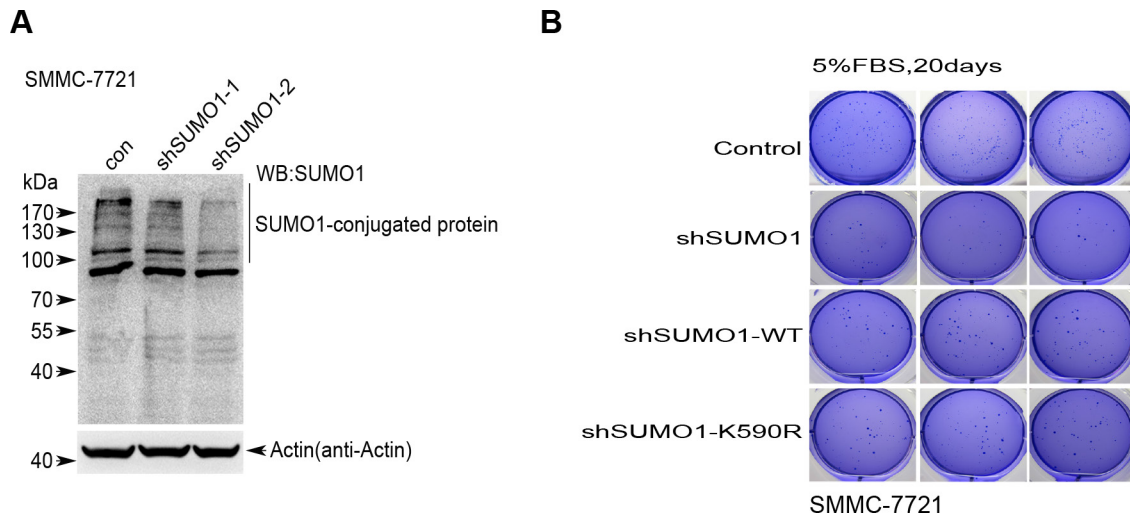 A
SMMC-7721
con
shSUMO1-1
shSUMO1-2
kDa
170
130
100
70
55
40
40
WB:SUMO1
SUMO1-conjugated protein
Actin(anti-Actin)
B
5%FBS,20days
Control
shSUMO1
shSUMO1-WT
shSUMO1-K590R
SMMC-7721